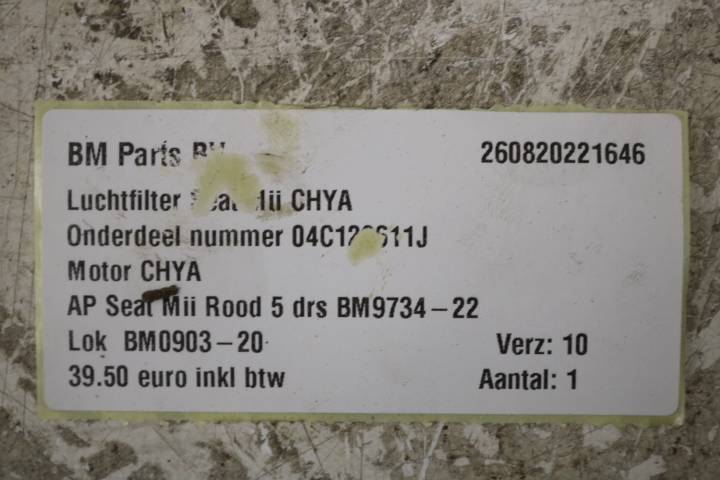 BM Parts 260820221646
Luchtfilter Mii CHYA
Onderdeel nummer
Motor CHYA
AP Seat Mii Rood 5 drs BM9734-22
Lok BM0903-20 Verz: 10
39.50 euro inkl btw Aantal: 1